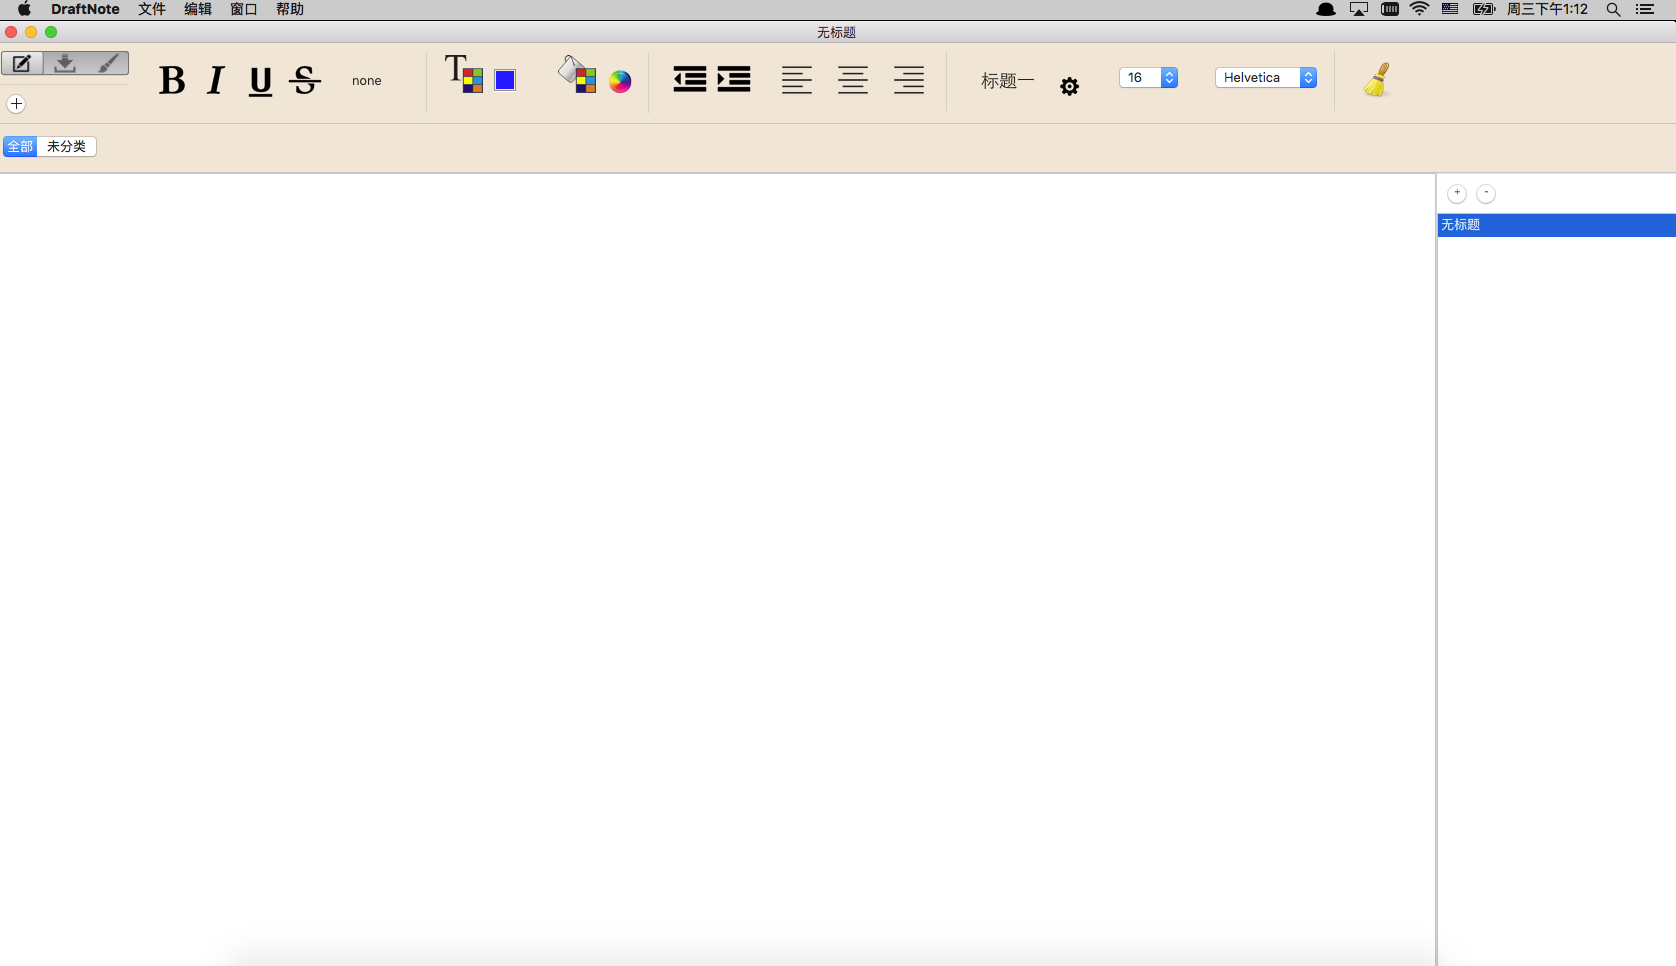 DraftNote 文件 编辑 窗口 帮助 周三下午1:12
无标题
B I U S none T 标题一 16 Helvetica
全部 未分类
+ -
无标题